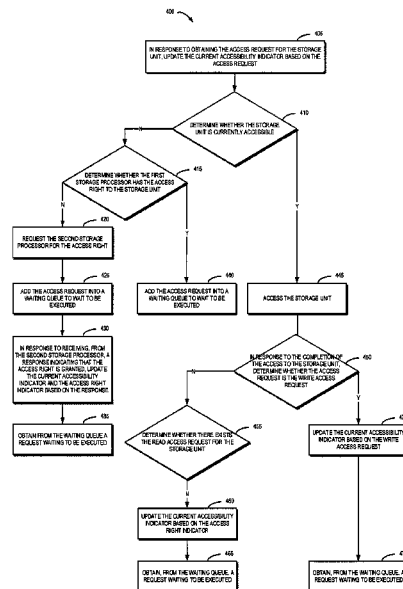 400
405
IN RESPONSE TO OBTAINING THE ACCESS REQUEST FOR THE STORAGE
UNIT, UPDATE THE CURRENT ACCESSIBILITY INDICATOR BASED ON THE
ACCESS REQUEST
410
DETERMINE WHETHER THE STORAGE
UNIT IS CURRENTLY ACCESSIBLE
N
415
DETERMINE WHETHER THE FIRST
STORAGE PROCESSOR HAS THE ACCESS
RIGHT TO THE STORAGE UNIT
N
Y
Y
420
REQUEST THE SECOND STORAGE
PROCESSOR FOR THE ACCESS RIGHT
425
ADD THE ACCESS REQUEST INTO A
WAITING QUEUE TO WAIT TO BE
EXECUTED
440
ADD THE ACCESS REQUEST INTO A
WAITING QUEUE TO WAIT TO BE
EXECUTED
445
ACCESS THE STORAGE UNIT
430
IN RESPONSE TO RECEIVING, FROM
THE SECOND STORAGE PROCESSOR, A
RESPONSE INDICATING THAT THE
ACCESS RIGHT IS GRANTED, UPDATE
THE CURRENT ACCESSIBILITY
INDICATOR AND THE ACCESS RIGHT
INDICATOR BASED ON THE RESPONSE
450
IN RESPONSE TO THE COMPLETION OF
THE ACCESS TO THE STORAGE UNIT,
DETERMINE WHETHER THE ACCESS
REQUEST IS THE WRITE ACCESS
REQUEST
N
Y
435
OBTAIN FROM THE WAITING QUEUE A
REQUEST WAITING TO BE EXECUTED
455
DETERMINE WHETHER THERE EXISTS
THE READ ACCESS REQUEST FOR THE
STORAGE UNIT
N
UPDATE THE CURRENT ACCESSIBILITY
INDICATOR BASED ON THE WRITE
ACCESS REQUEST
UPDATE THE CURRENT ACCESSIBILITY
INDICATOR BASED ON THE ACCESS
RIGHT INDICATOR
465
OBTAIN, FROM THE WAITING QUEUE, A
REQUEST WAITING TO BE EXECUTED
OBTAIN, FROM THE WAITING QUEUE, A
REQUEST WAITING TO BE EXECUTED